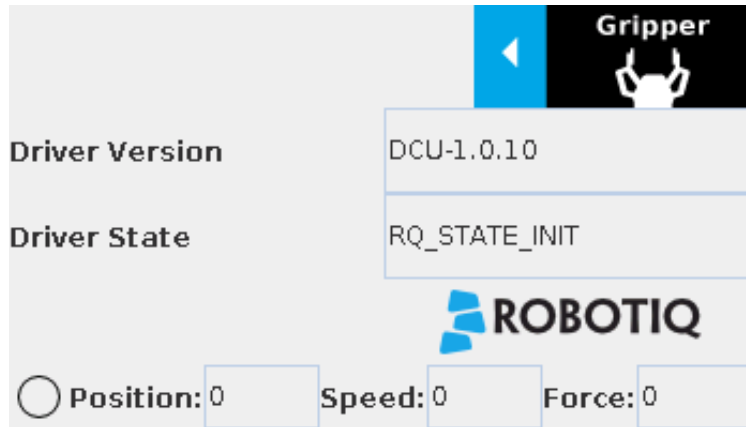 Gripper
Driver Version DCU-1.0.10
Driver State RQ_STATE_INIT
ROBOTIQ
Position: 0 Speed: 0 Force: 0